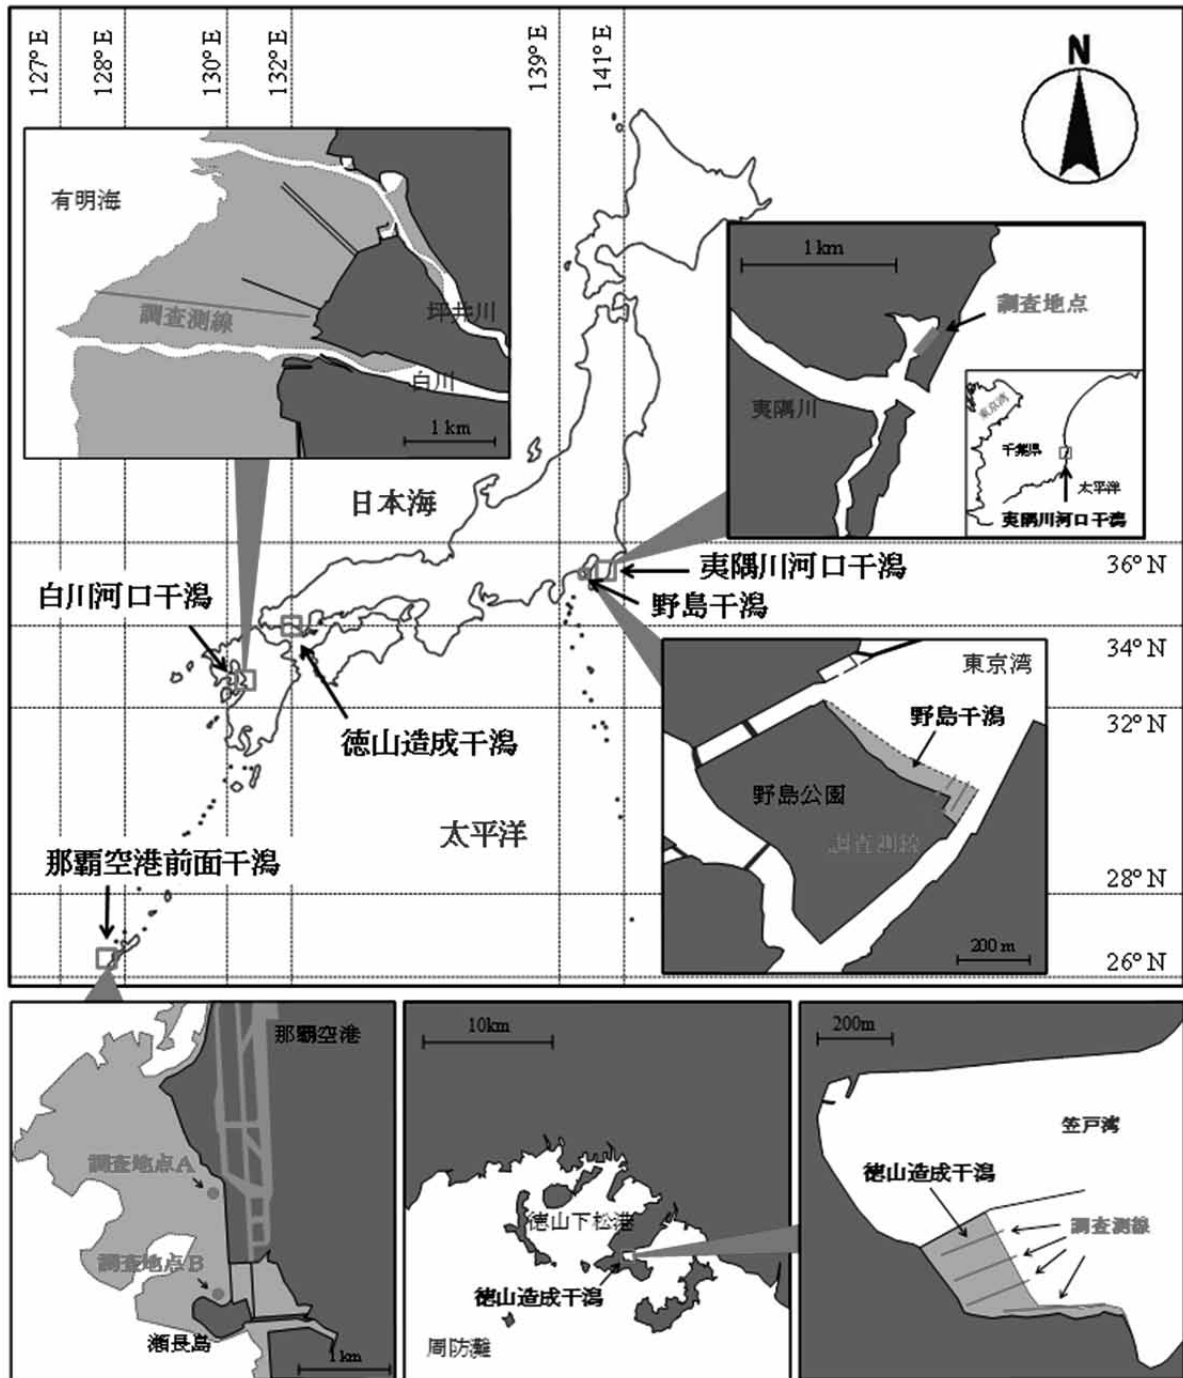 127° E
128° E
130° E
132° E
139° E
141° E
N
有明海
調査測線
坪井川
白川
1 km
1 km
調査地点
夷隅川
東京湾
千葉県
太平洋
夷隅川河口干潟
日本海
36° N
夷隅川河口干潟
野島干潟
白川河口干潟
34° N
徳山造成干潟
32° N
東京湾
野島干潟
野島公園
調査測線
200 m
太平洋
那覇空港前面干潟
28° N
26° N
那覇空港
調査地点A
調査地点B
瀬長島
1 km
10km
徳山下松港
徳山造成干潟
周防灘
200m
笠戸湾
徳山造成干潟
調査測線